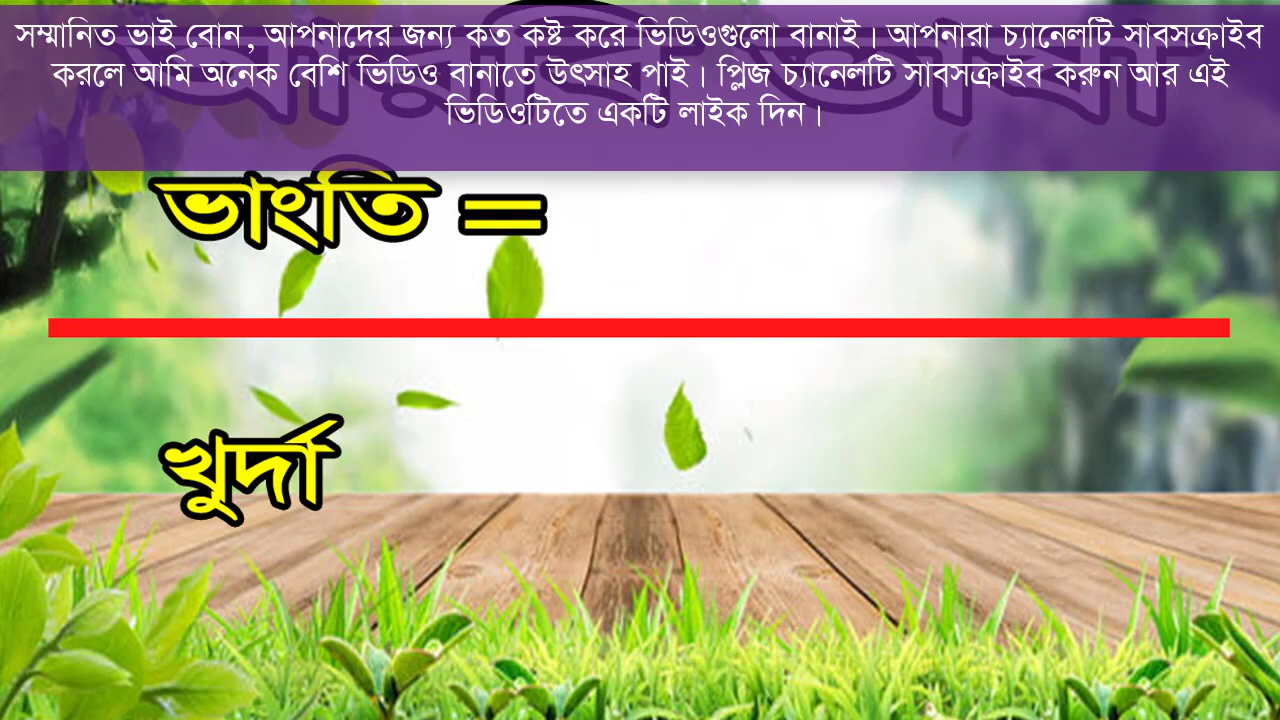 সম্মানিত ভাই বোন, আপনাদের জন্য কত কষ্ট করে ভিডিওগুলো বানাই। আপনারা চ্যানেলটি সাবসক্রাইব
করলে আমি অনেক বেশি ভিডিও বানাতে উৎসাহ পাই। প্লিজ চ্যানেলটি সাবসক্রাইব করুন আর এই
ভিডিওটিতে একটি লাইক দিন।
ভাংতি =
খুর্দা